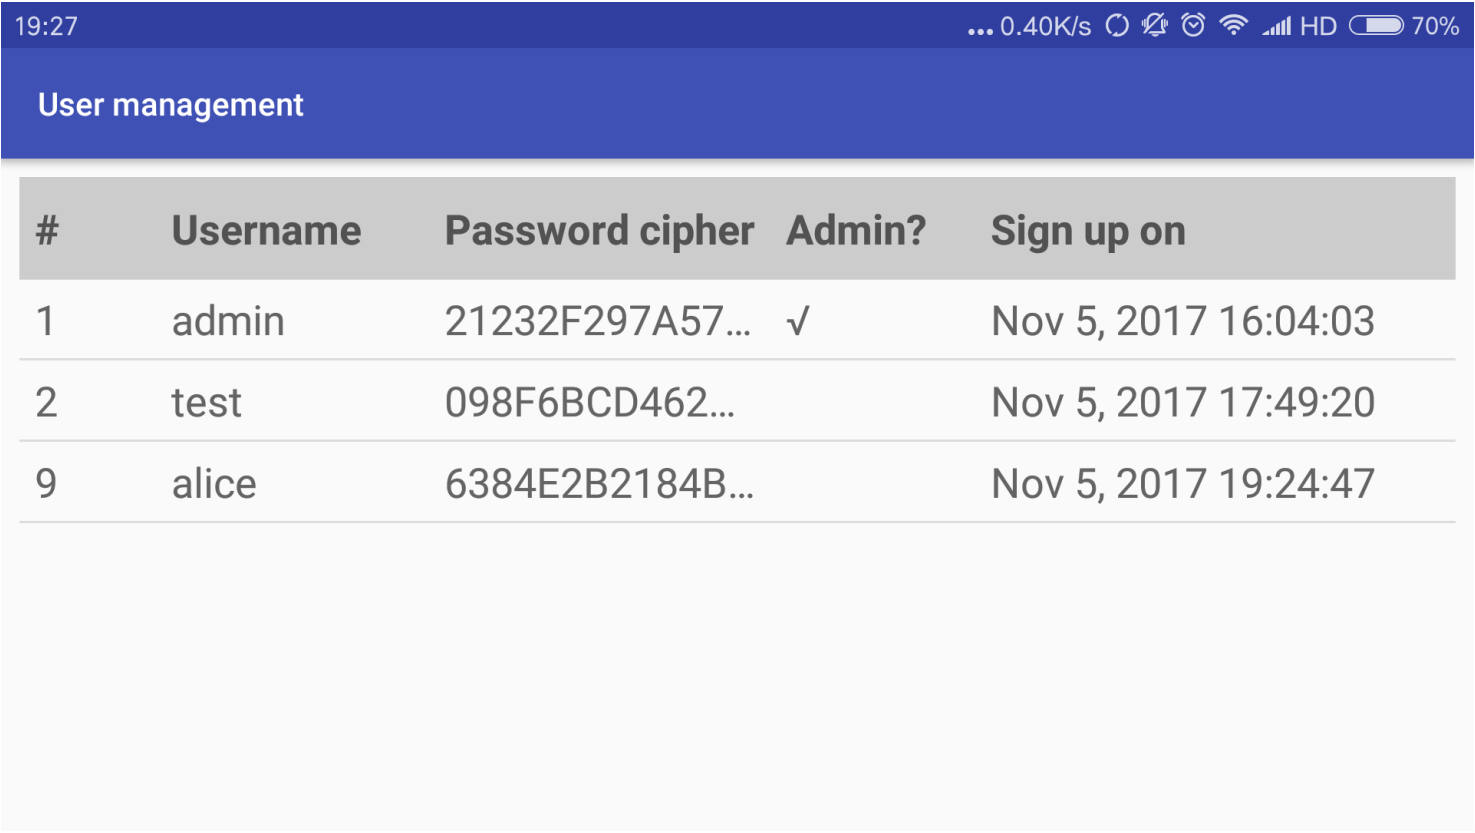 19:27 ... 0.40K/s HD 70%
User management
# Username Password cipher Admin? Sign up on
1 admin 21232F297A57... √ Nov 5, 2017 16:04:03
2 test 098F6BCD462... Nov 5, 2017 17:49:20
9 alice 6384E2B2184B... Nov 5, 2017 19:24:47